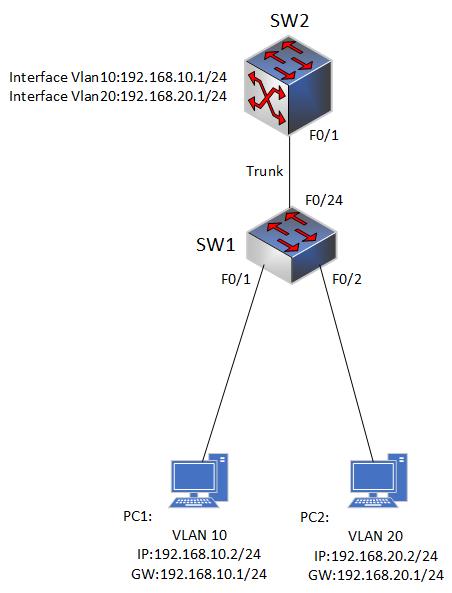 SW2
Interface Vlan10:192.168.10.1/24
Interface Vlan20:192.168.20.1/24
F0/1
Trunk
F0/24
SW1
F0/1
F0/2
PC1:
VLAN 10
IP:192.168.10.2/24
GW:192.168.10.1/24
PC2:
VLAN 20
IP:192.168.20.2/24
GW:192.168.20.1/24